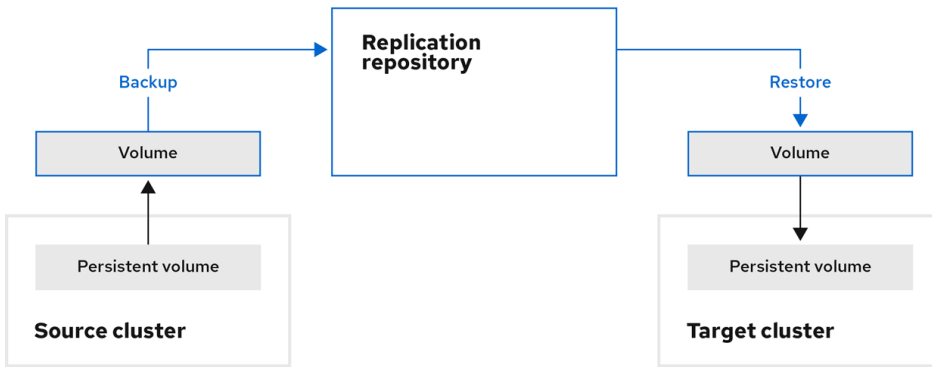 Replication
repository
Backup
Restore
Volume
Volume
Persistent volume
Persistent volume
Source cluster
Target cluster